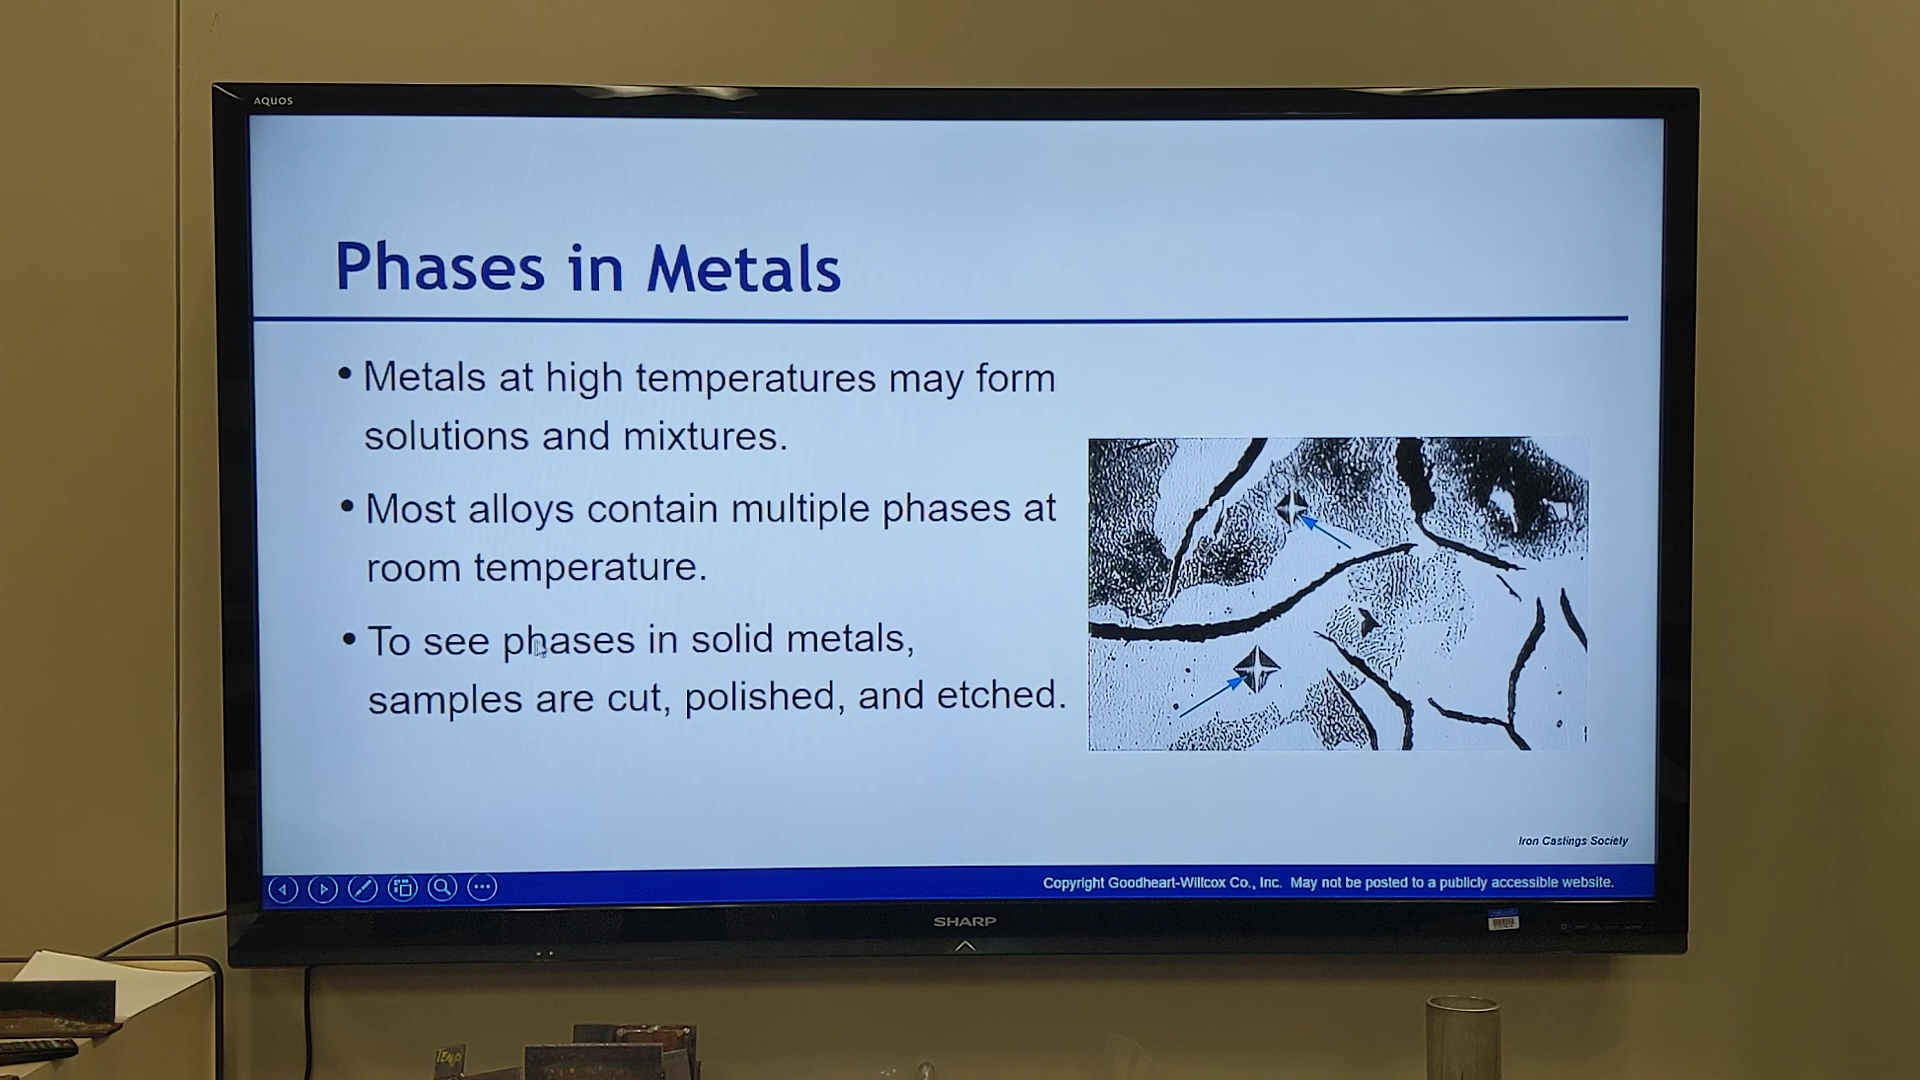 AQUOS
Phases in Metals
• Metals at high temperatures may form
solutions and mixtures.
• Most alloys contain multiple phases at
room temperature.
• To see phases in solid metals,
samples are cut, polished, and etched.
Iron Castings Society
Copyright Goodheart-Willcox Co., Inc. May not be posted to a publicly accessible website.
SHARP